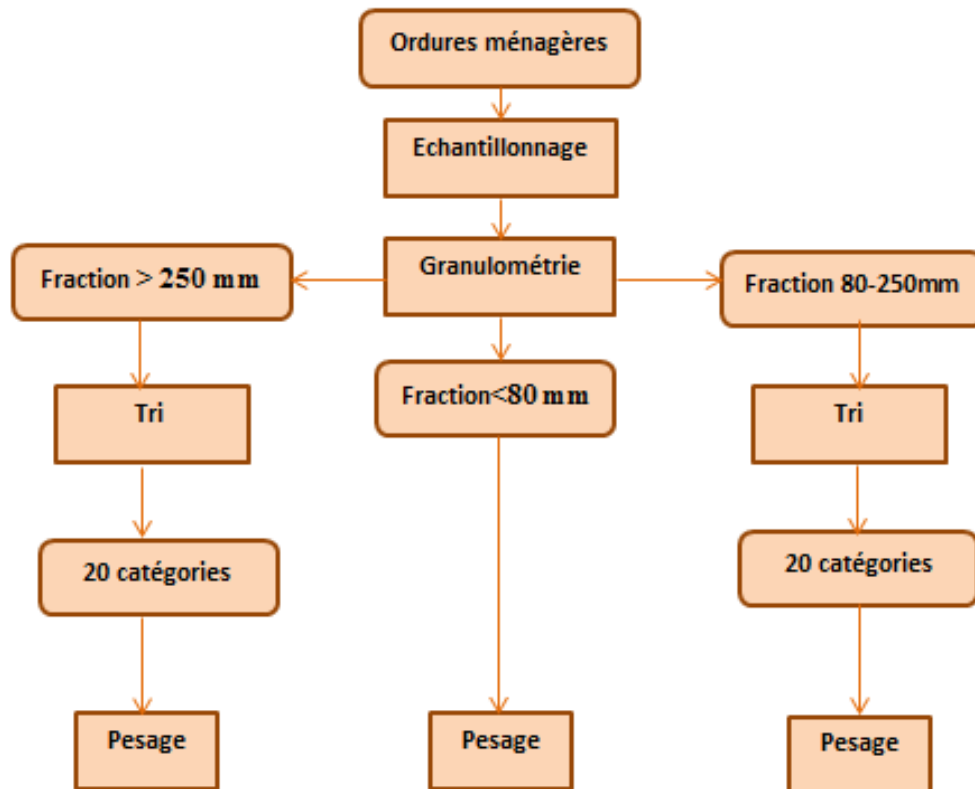 Ordures ménagères
Echantillonnage
Granulométrie
Fraction > 250 mm
Fraction 80-250mm
Fraction<80 mm
Tri
Tri
20 catégories
20 catégories
Pesage
Pesage
Pesage